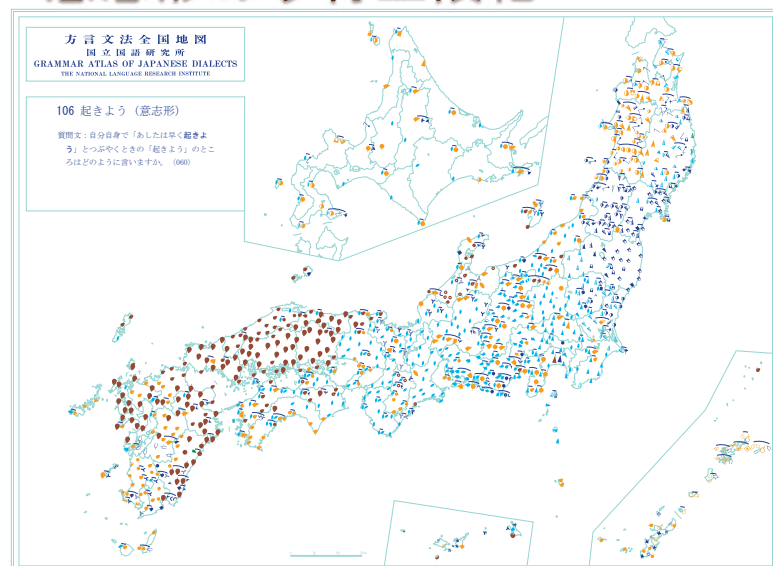 方言文法全国地図
国立国語研究所
GRAMMAR ATLAS OF JAPANESE DIALECTS
THE NATIONAL LANGUAGE RESEARCH INSTITUTE
106 起きよう（意志形）
質問文：自分自身で「あしたは早く起きよ
う」とつぶやくときの「起きよう」のとこ
ろはどのように言いますか。（060）